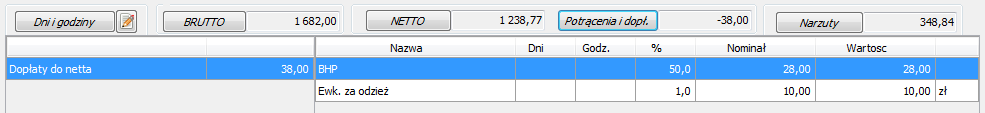 Dni i godziny BRUTTO 1 682,00 NETTO 1 238,77 Potrącenia i dopł. -38,00 Narzuty 348,84
Nazwa Dni Godz. % Nominał Wartosc
Dopłaty do netta 38,00 BHP 50,0 28,00 28,00
Ewk. za odzież 1,0 10,00 10,00 zł